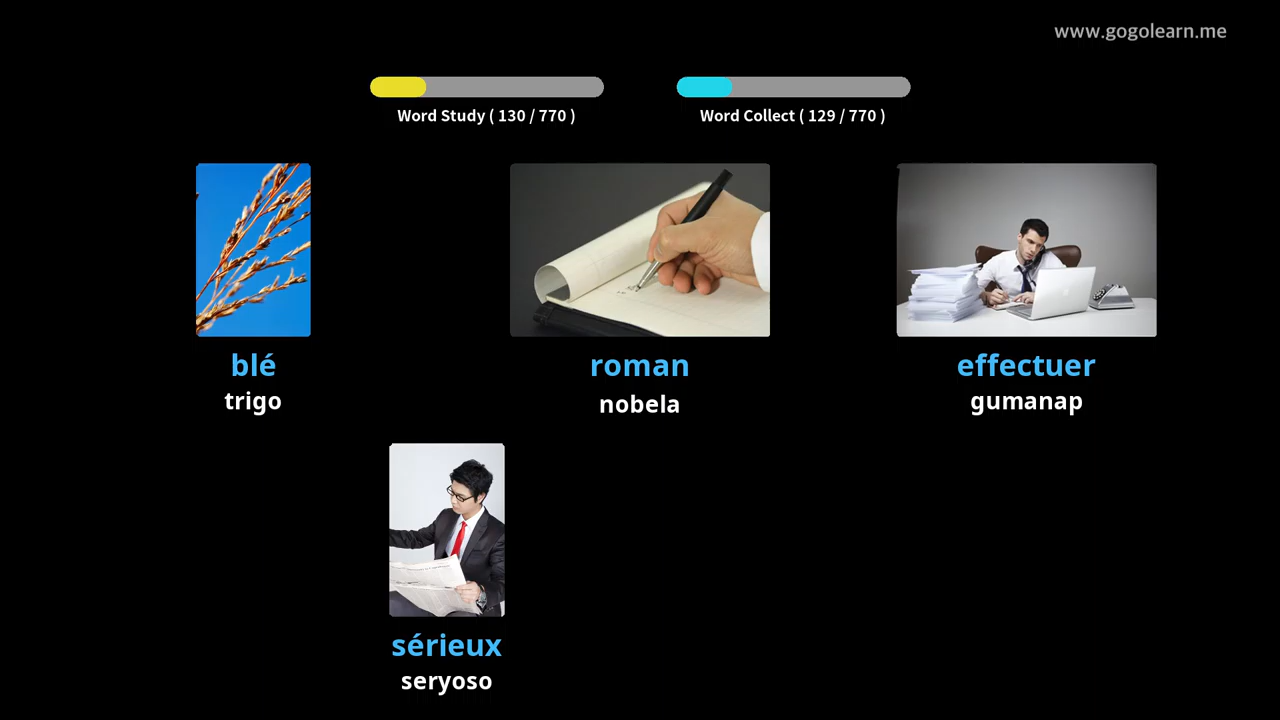 www.gogolearn.me
Word Study ( 130 / 770 )
Word Collect ( 129 / 770 )
blé
trigo
roman
nobela
effectuer
gumanap
sérieux
seryoso